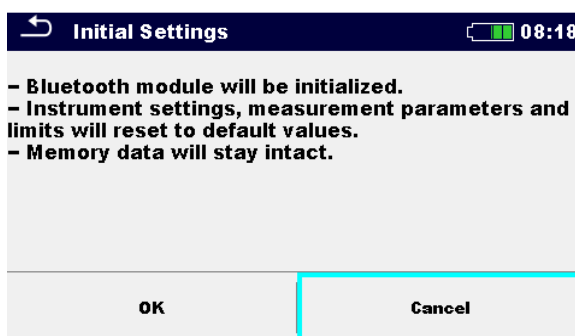 Initial Settings 08:18
– Bluetooth module will be initialized.
– Instrument settings, measurement parameters and
limits will reset to default values.
– Memory data will stay intact.
OK Cancel